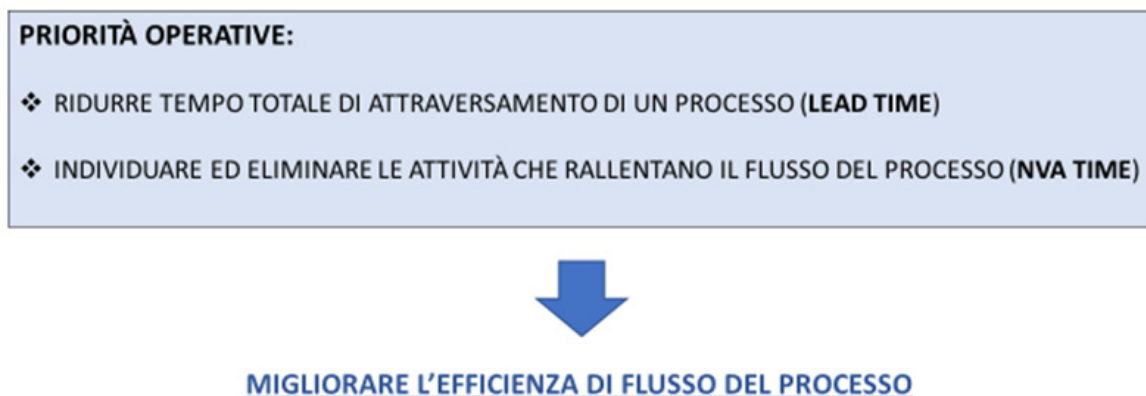 PRIORITÀ OPERATIVE:
❖ RIDURRE TEMPO TOTALE DI ATTRAVERSAMENTO DI UN PROCESSO (LEAD TIME)
❖ INDIVIDUARE ED ELIMINARE LE ATTIVITÀ CHE RALLENTANO IL FLUSSO DEL PROCESSO (NVA TIME)
MIGLIORARE L’EFFICIENZA DI FLUSSO DEL PROCESSO